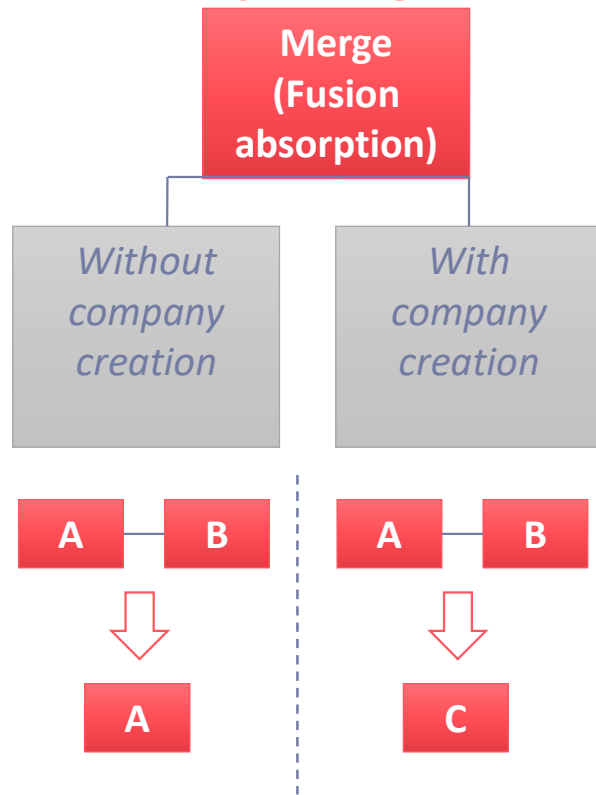 Merge
(Fusion
absorption)
Without
company
creation
With
company
creation
A
B
A
B
A
C